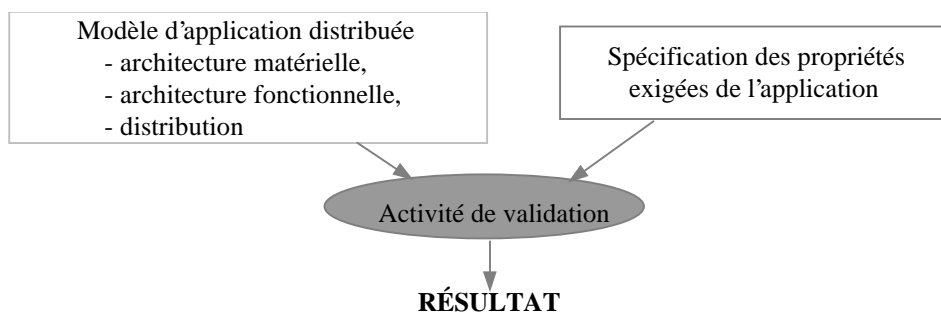 Modèle d’application distribuée
- architecture matérielle,
- architecture fonctionnelle,
- distribution
Spécification des propriétés
exigées de l’application
Activité de validation
RÉSULTAT